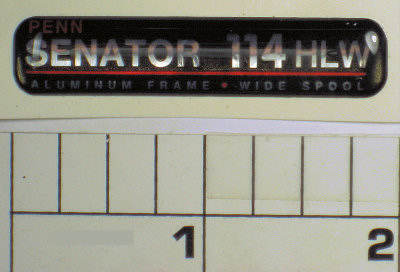 PENN
SENATOR 114 HLW
ALUMINUM FRAME • WIDE SPOOL
1 2